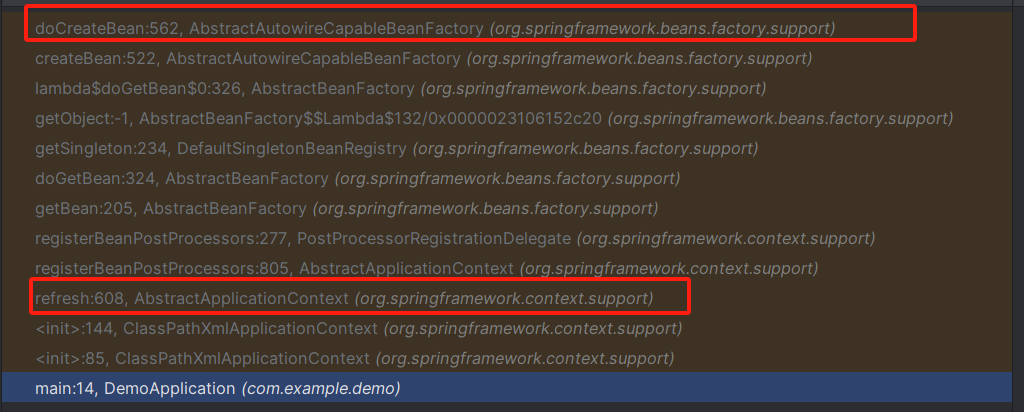 doCreateBean:562, AbstractAutowireCapableBeanFactory (org.springframework.beans.factory.support)
createBean:522, AbstractAutowireCapableBeanFactory (org.springframework.beans.factory.support)
lambda$doGetBean$0:326, AbstractBeanFactory (org.springframework.beans.factory.support)
getObject:-1, AbstractBeanFactory$$Lambda$132/0x0000023106152c20 (org.springframework.beans.factory.support)
getSingleton:234, DefaultSingletonBeanRegistry (org.springframework.beans.factory.support)
doGetBean:324, AbstractBeanFactory (org.springframework.beans.factory.support)
getBean:205, AbstractBeanFactory (org.springframework.beans.factory.support)
registerBeanPostProcessors:277, PostProcessorRegistrationDelegate (org.springframework.context.support)
registerBeanPostProcessors:805, AbstractApplicationContext (org.springframework.context.support)
refresh:608, AbstractApplicationContext (org.springframework.context.support)
<init>:144, ClassPathXmlApplicationContext (org.springframework.context.support)
<init>:85, ClassPathXmlApplicationContext (org.springframework.context.support)
main:14, DemoApplication (com.example.demo)